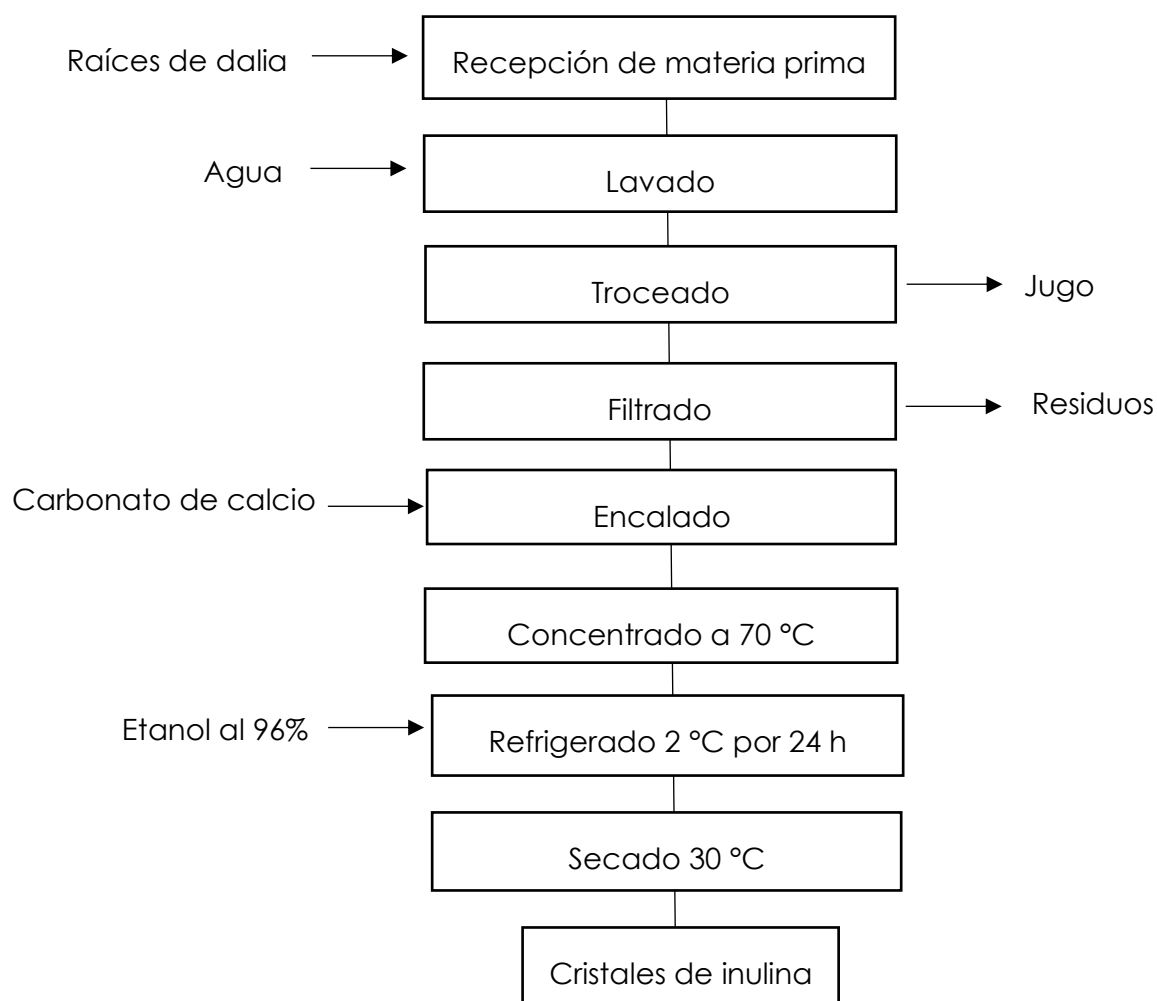 Raíces de dalia
Recepción de materia prima
Agua
Lavado
Troceado
Jugo
Filtrado
Residuos
Carbonato de calcio
Encalado
Concentrado a 70 °C
Etanol al 96%
Refrigerado 2 °C por 24 h
Secado 30 °C
Cristales de inulina